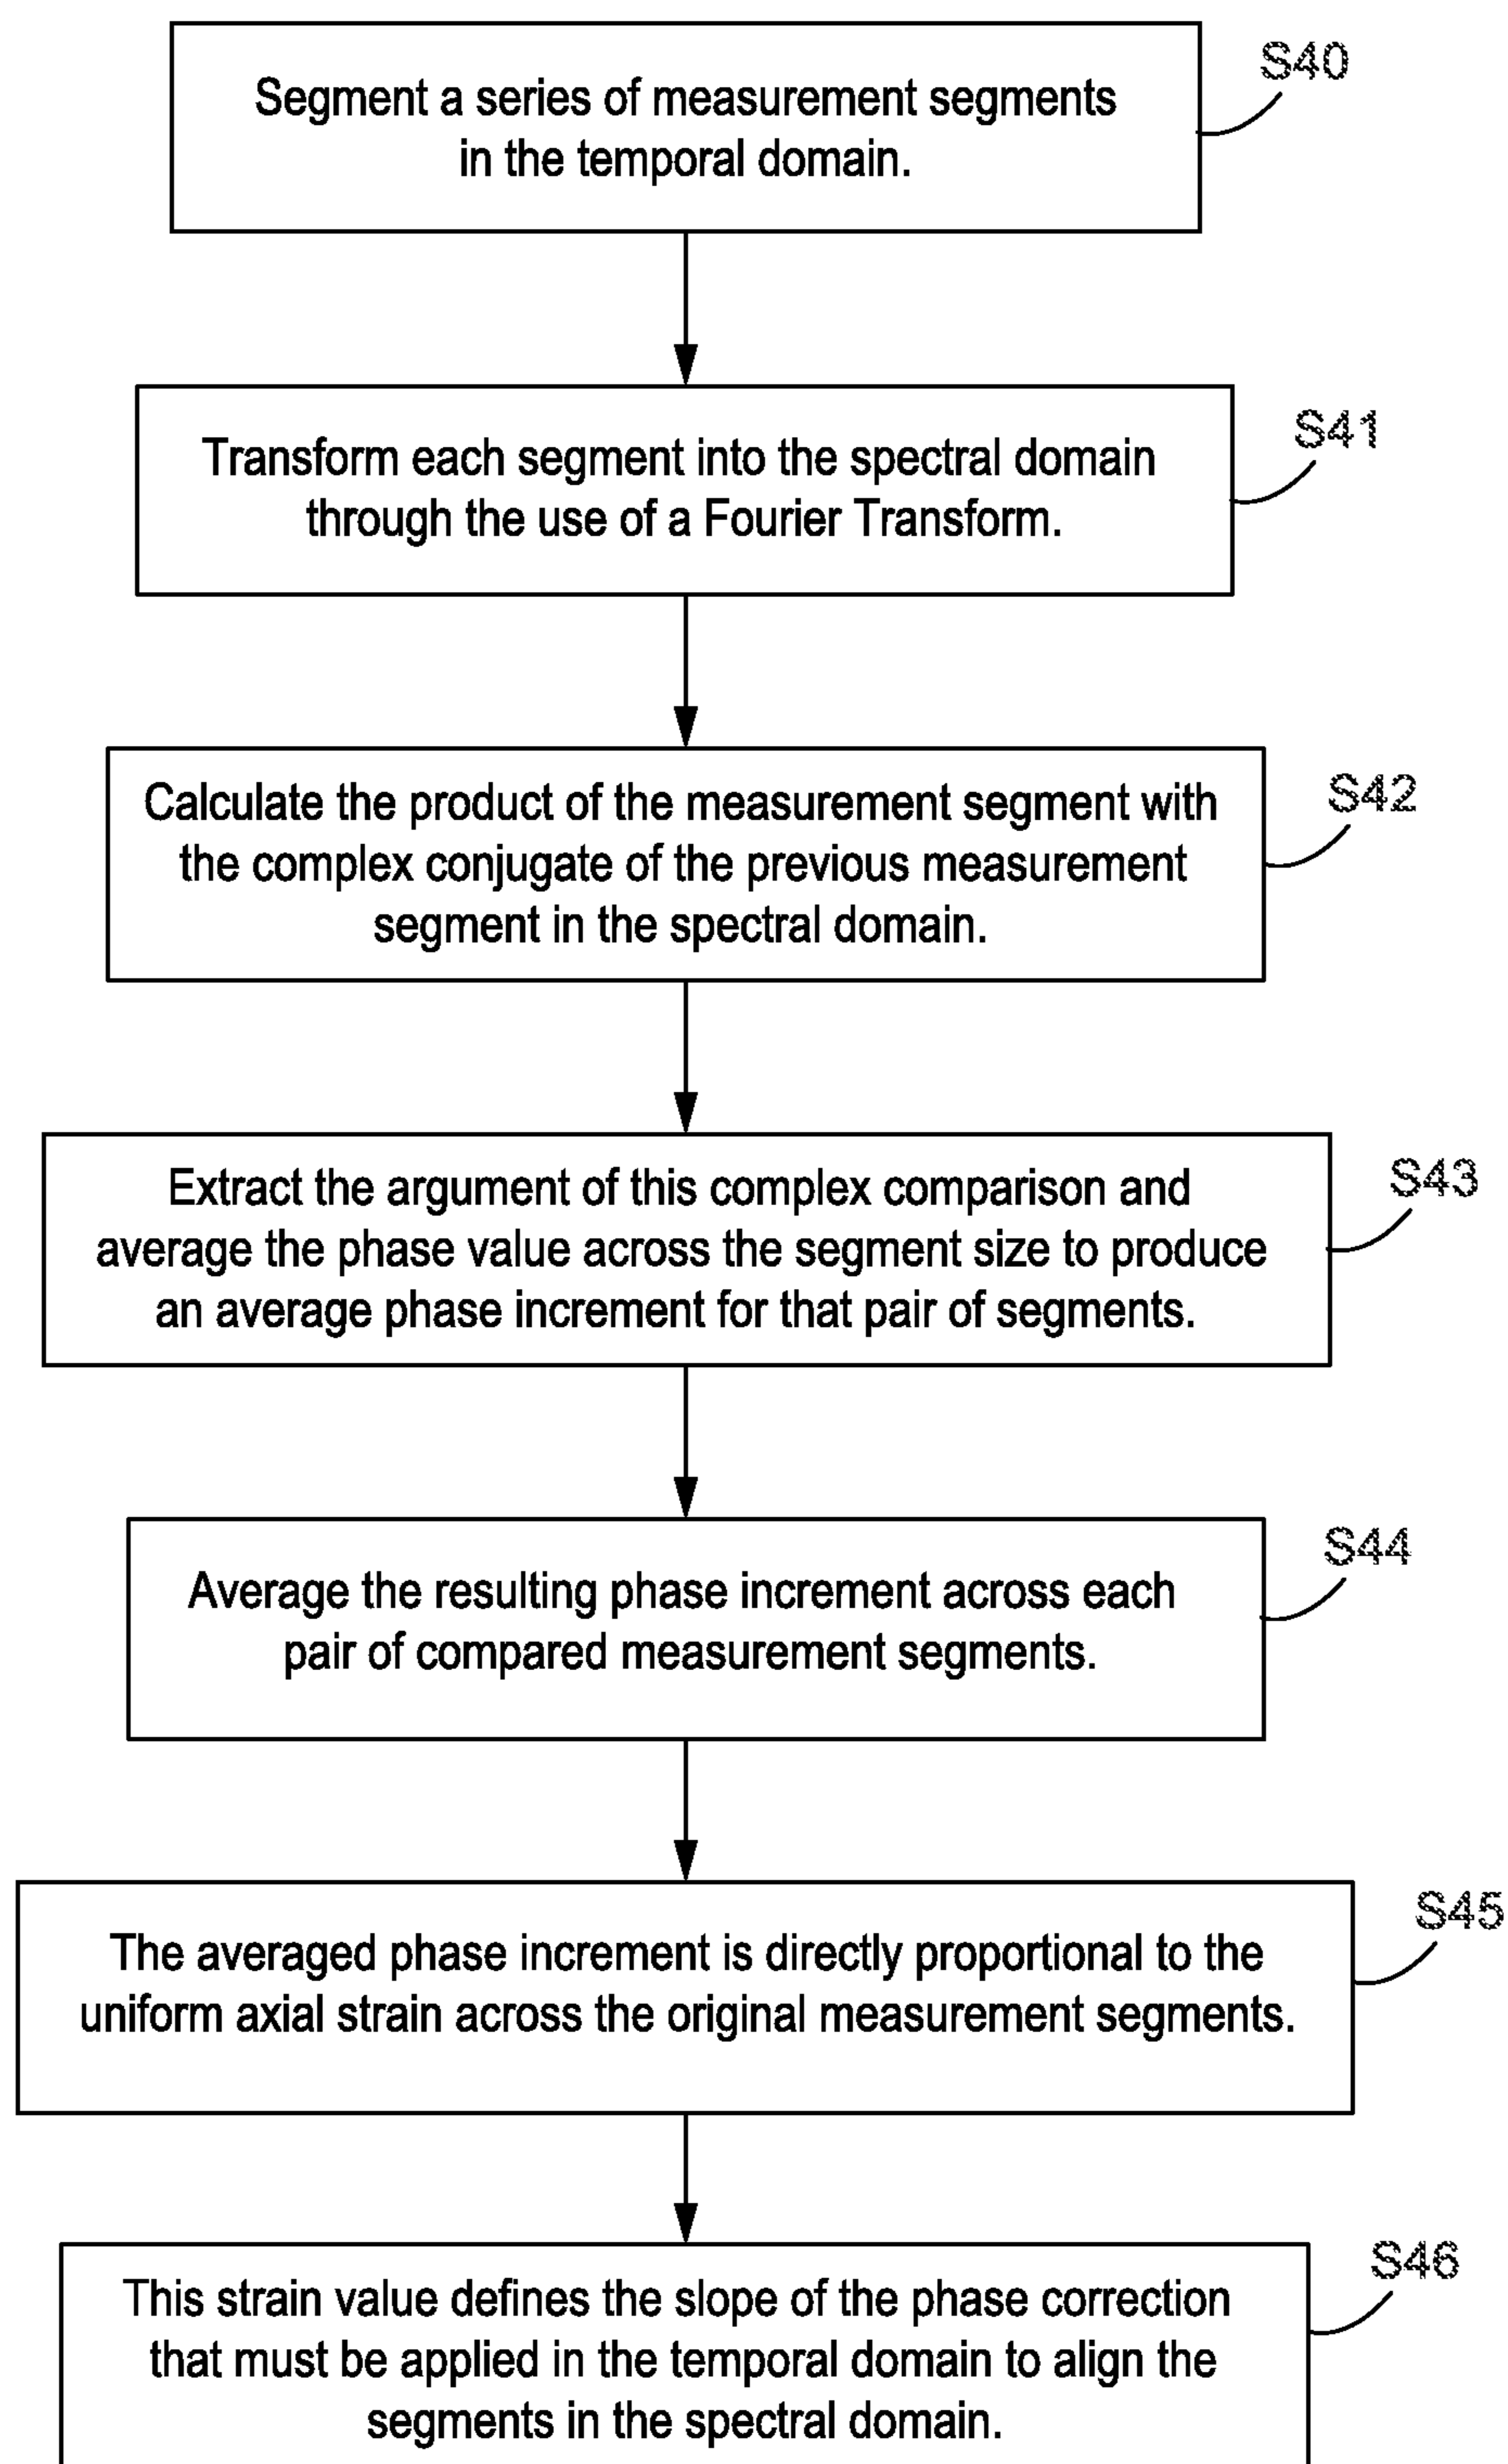 Segment a series of measurement segments
in the temporal domain.
S40
Transform each segment into the spectral domain
through the use of a Fourier Transform.
S41
Calculate the product of the measurement segment with
the complex conjugate of the previous measurement
segment in the spectral domain.
S42
Extract the argument of this complex comparison and
average the phase value across the segment size to produce
an average phase increment for that pair of segments.
S43
Average the resulting phase increment across each
pair of compared measurement segments.
S44
The averaged phase increment is directly proportional to the
uniform axial strain across the original measurement segments.
S45
This strain value defines the slope of the phase correction
that must be applied in the temporal domain to align the
segments in the spectral domain.
S46